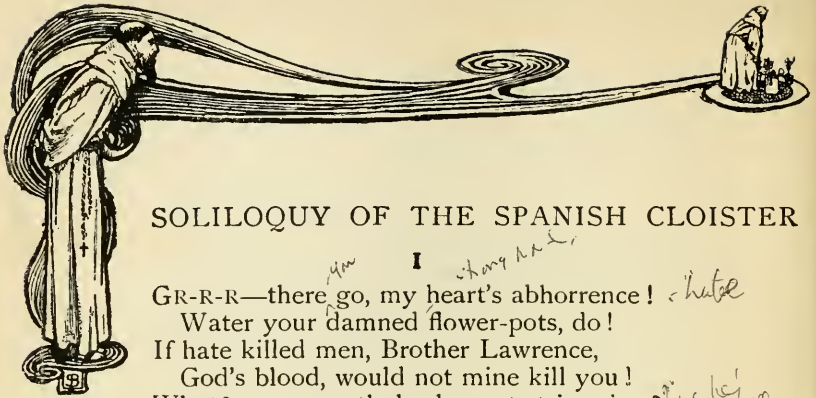 SOLILOQUY OF THE SPANISH CLOISTER
I
GR-R-R—there go, my heart's abhorrence!
Water your damned flower-pots, do!
If hate killed men, Brother Lawrence,
God's blood, would not mine kill you!